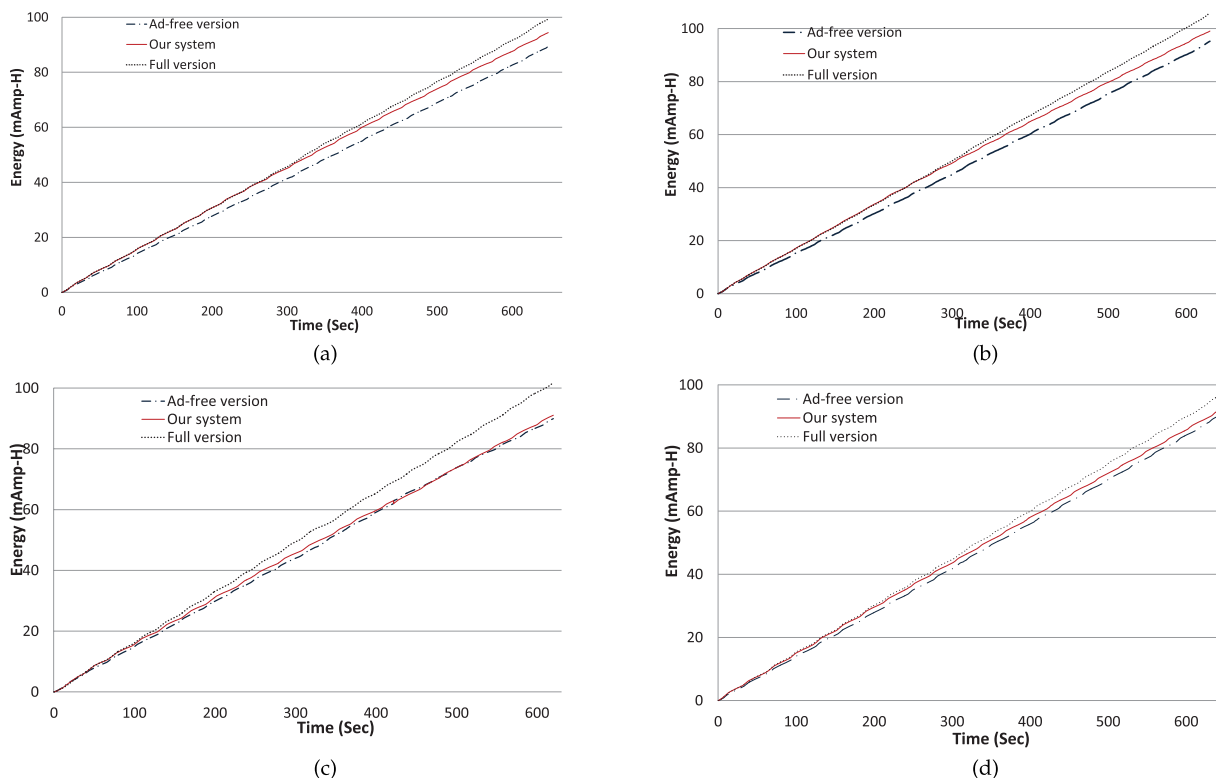 Energy (mAmp-H)
100
80
60
40
20
0
Ad-free version
Our system
Full version
0 100 200 300 400 500 600
Time (Sec)
(a)
Energy (mAmp-H)
100
80
60
40
20
0
Ad-free version
Our system
Full version
0 100 200 300 400 500 600
Time (Sec)
(b)
Energy (mAmp-H)
100
80
60
40
20
0
Ad-free version
Our system
Full version
0 100 200 300 400 500 600
Time (Sec)
(c)
Energy (mAmp-H)
100
80
60
40
20
0
Ad-free version
Our system
Full version
0 100 200 300 400 500 600
Time (Sec)
(d)